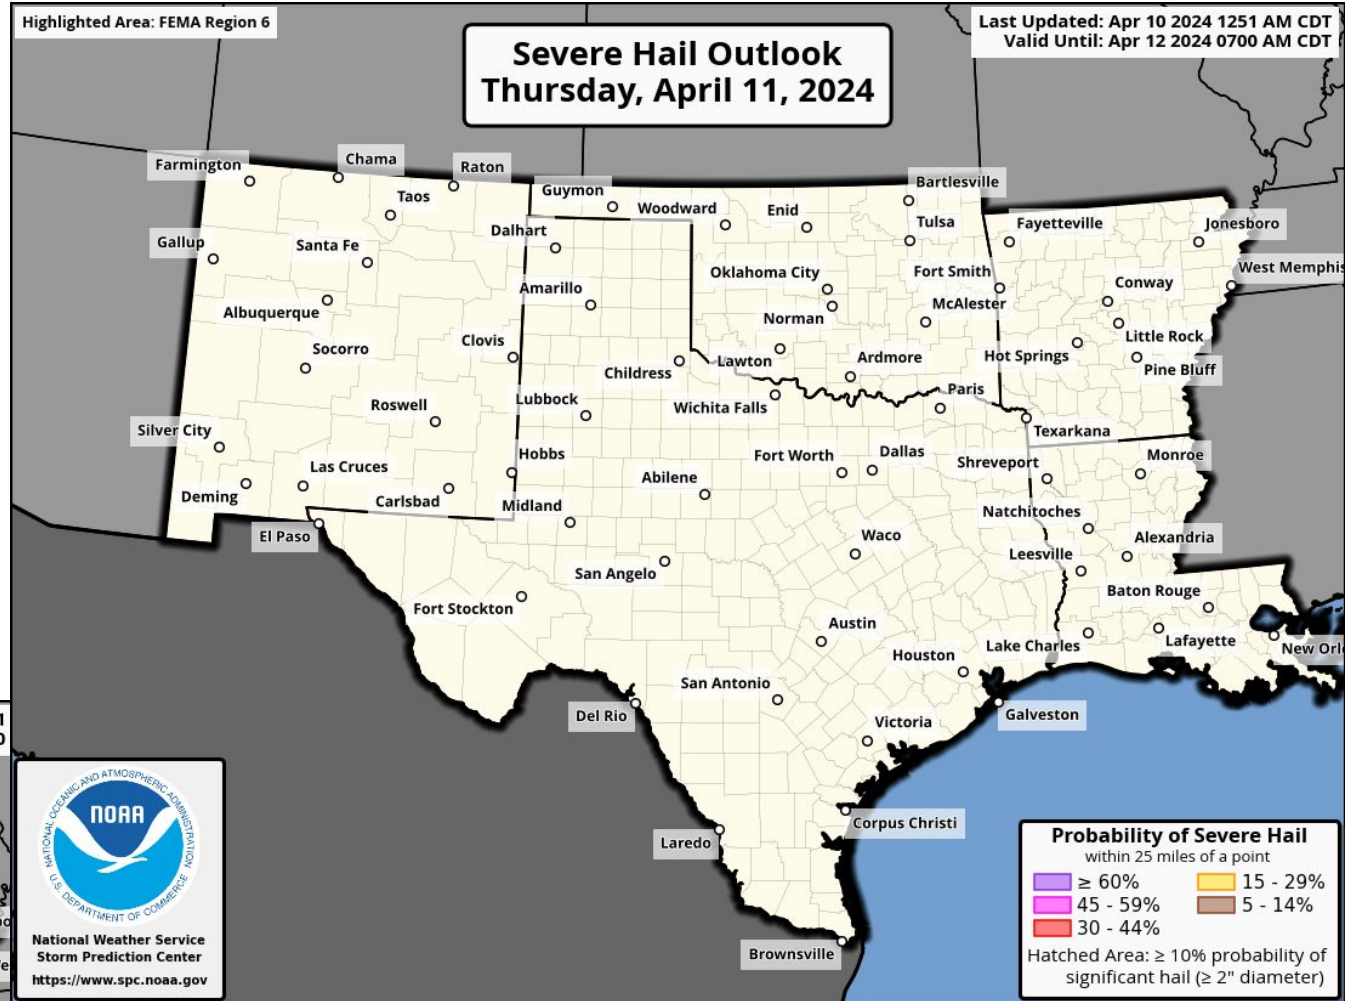 Highlighted Area: FEMA Region 6
Severe Hail Outlook
Thursday, April 11, 2024
Last Updated: Apr 10 2024 1251 AM CDT
Valid Until: Apr 12 2024 0700 AM CDT
Farmington
Chama
Raton
Taos
Guymon
Woodward
Enid
Bartlesville
Tulsa
Fayetteville
Jonesboro
Gallup
Santa Fe
Dalhart
Oklahoma City
Fort Smith
West Memphis
Albuquerque
Amarillo
Norman
McAlester
Conway
Little Rock
Socorro
Clovis
Childress
Lawton
Ardmore
Hot Springs
Pine Bluff
Roswell
Lubbock
Wichita Falls
Paris
Texarkana
Silver City
Las Cruces
Hobbs
Abilene
Fort Worth
Dallas
Shreveport
Monroe
Deming
Carlsbad
Midland
Natchitoches
El Paso
San Angelo
Waco
Leesville
Alexandria
Fort Stockton
Baton Rouge
Austin
Houston
Lake Charles
Lafayette
New Orl
San Antonio
Del Rio
Victoria
Galveston
Laredo
Corpus Christi
Brownsville
NATIONAL OCEANIC AND ATMOSPHERIC ADMINISTRATION
NOAA
U.S. DEPARTMENT OF COMMERCE
National Weather Service
Storm Prediction Center
https://www.spc.noaa.gov
Probability of Severe Hail
within 25 miles of a point
≥ 60% 15 - 29%
45 - 59% 5 - 14%
30 - 44%
Hatched Area: ≥ 10% probability of
significant hail (≥ 2" diameter)